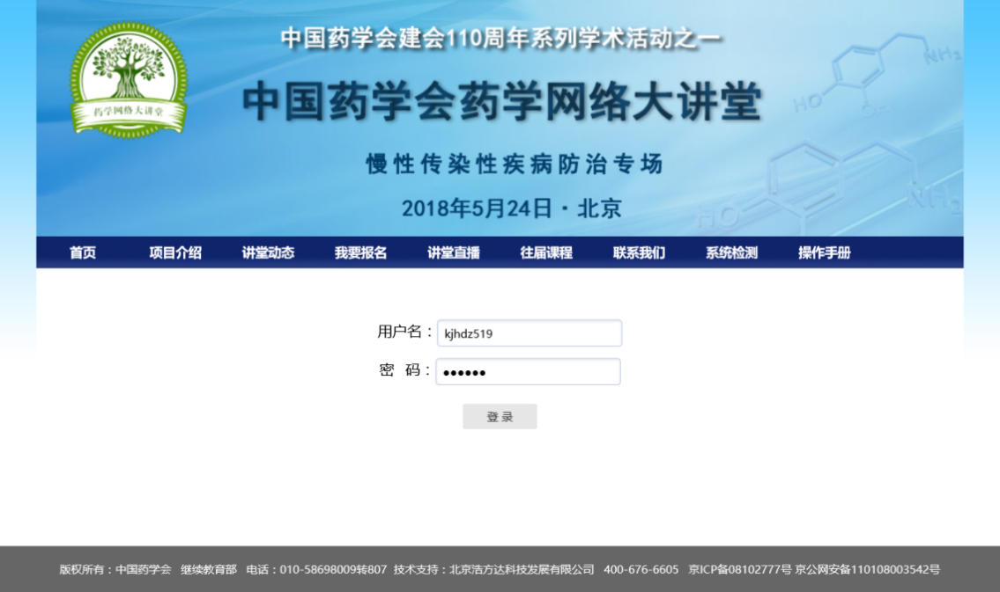 中国药学会建会110周年系列学术活动之一
中国药学会药学网络大讲堂
药学网络大讲堂
慢性传染性疾病防治专场
2018年5月24日·北京
HO
NH₂
HO
NH₂
首页 项目介绍 讲堂动态 我要报名 讲堂直播 往届课程 联系我们 系统检测 操作手册
用户名：kjhdz519
密 码：••••••
登 录
版权所有：中国药学会 继续教育部 电话：010-58698009转807 技术支持：北京浩方达科技发展有限公司 400-676-6605 京ICP备08102777号 京公网安备110108003542号